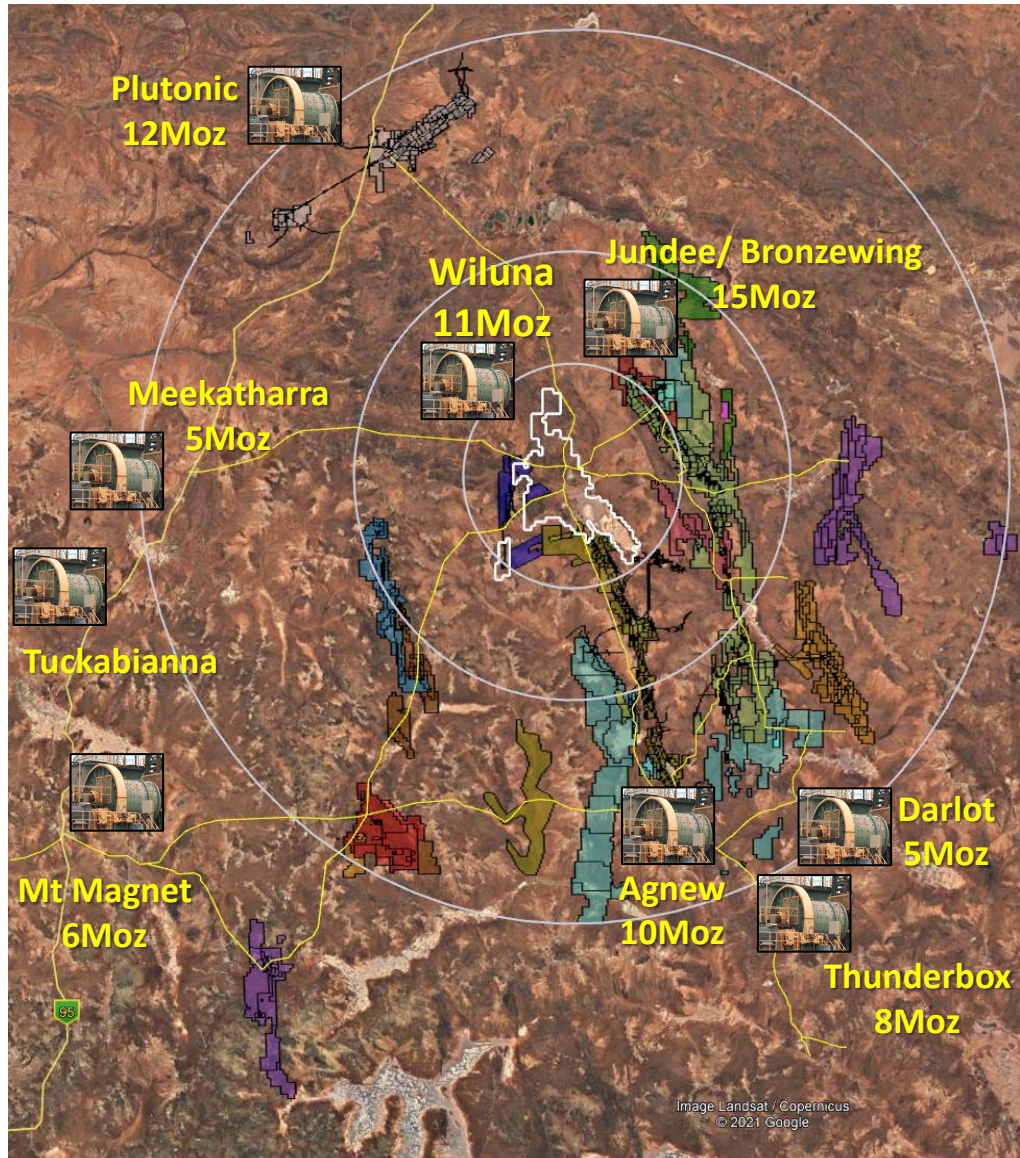 Plutonic
12Moz
Jundee/ Bronzewing
15Moz
Wiluna
11Moz
Meekatharra
5Moz
Tuckabianna
Mt Magnet
6Moz
Agnew
10Moz
Darlot
5Moz
Thunderbox
8Moz
95
Image Landsat / Copernicus
© 2021 Google